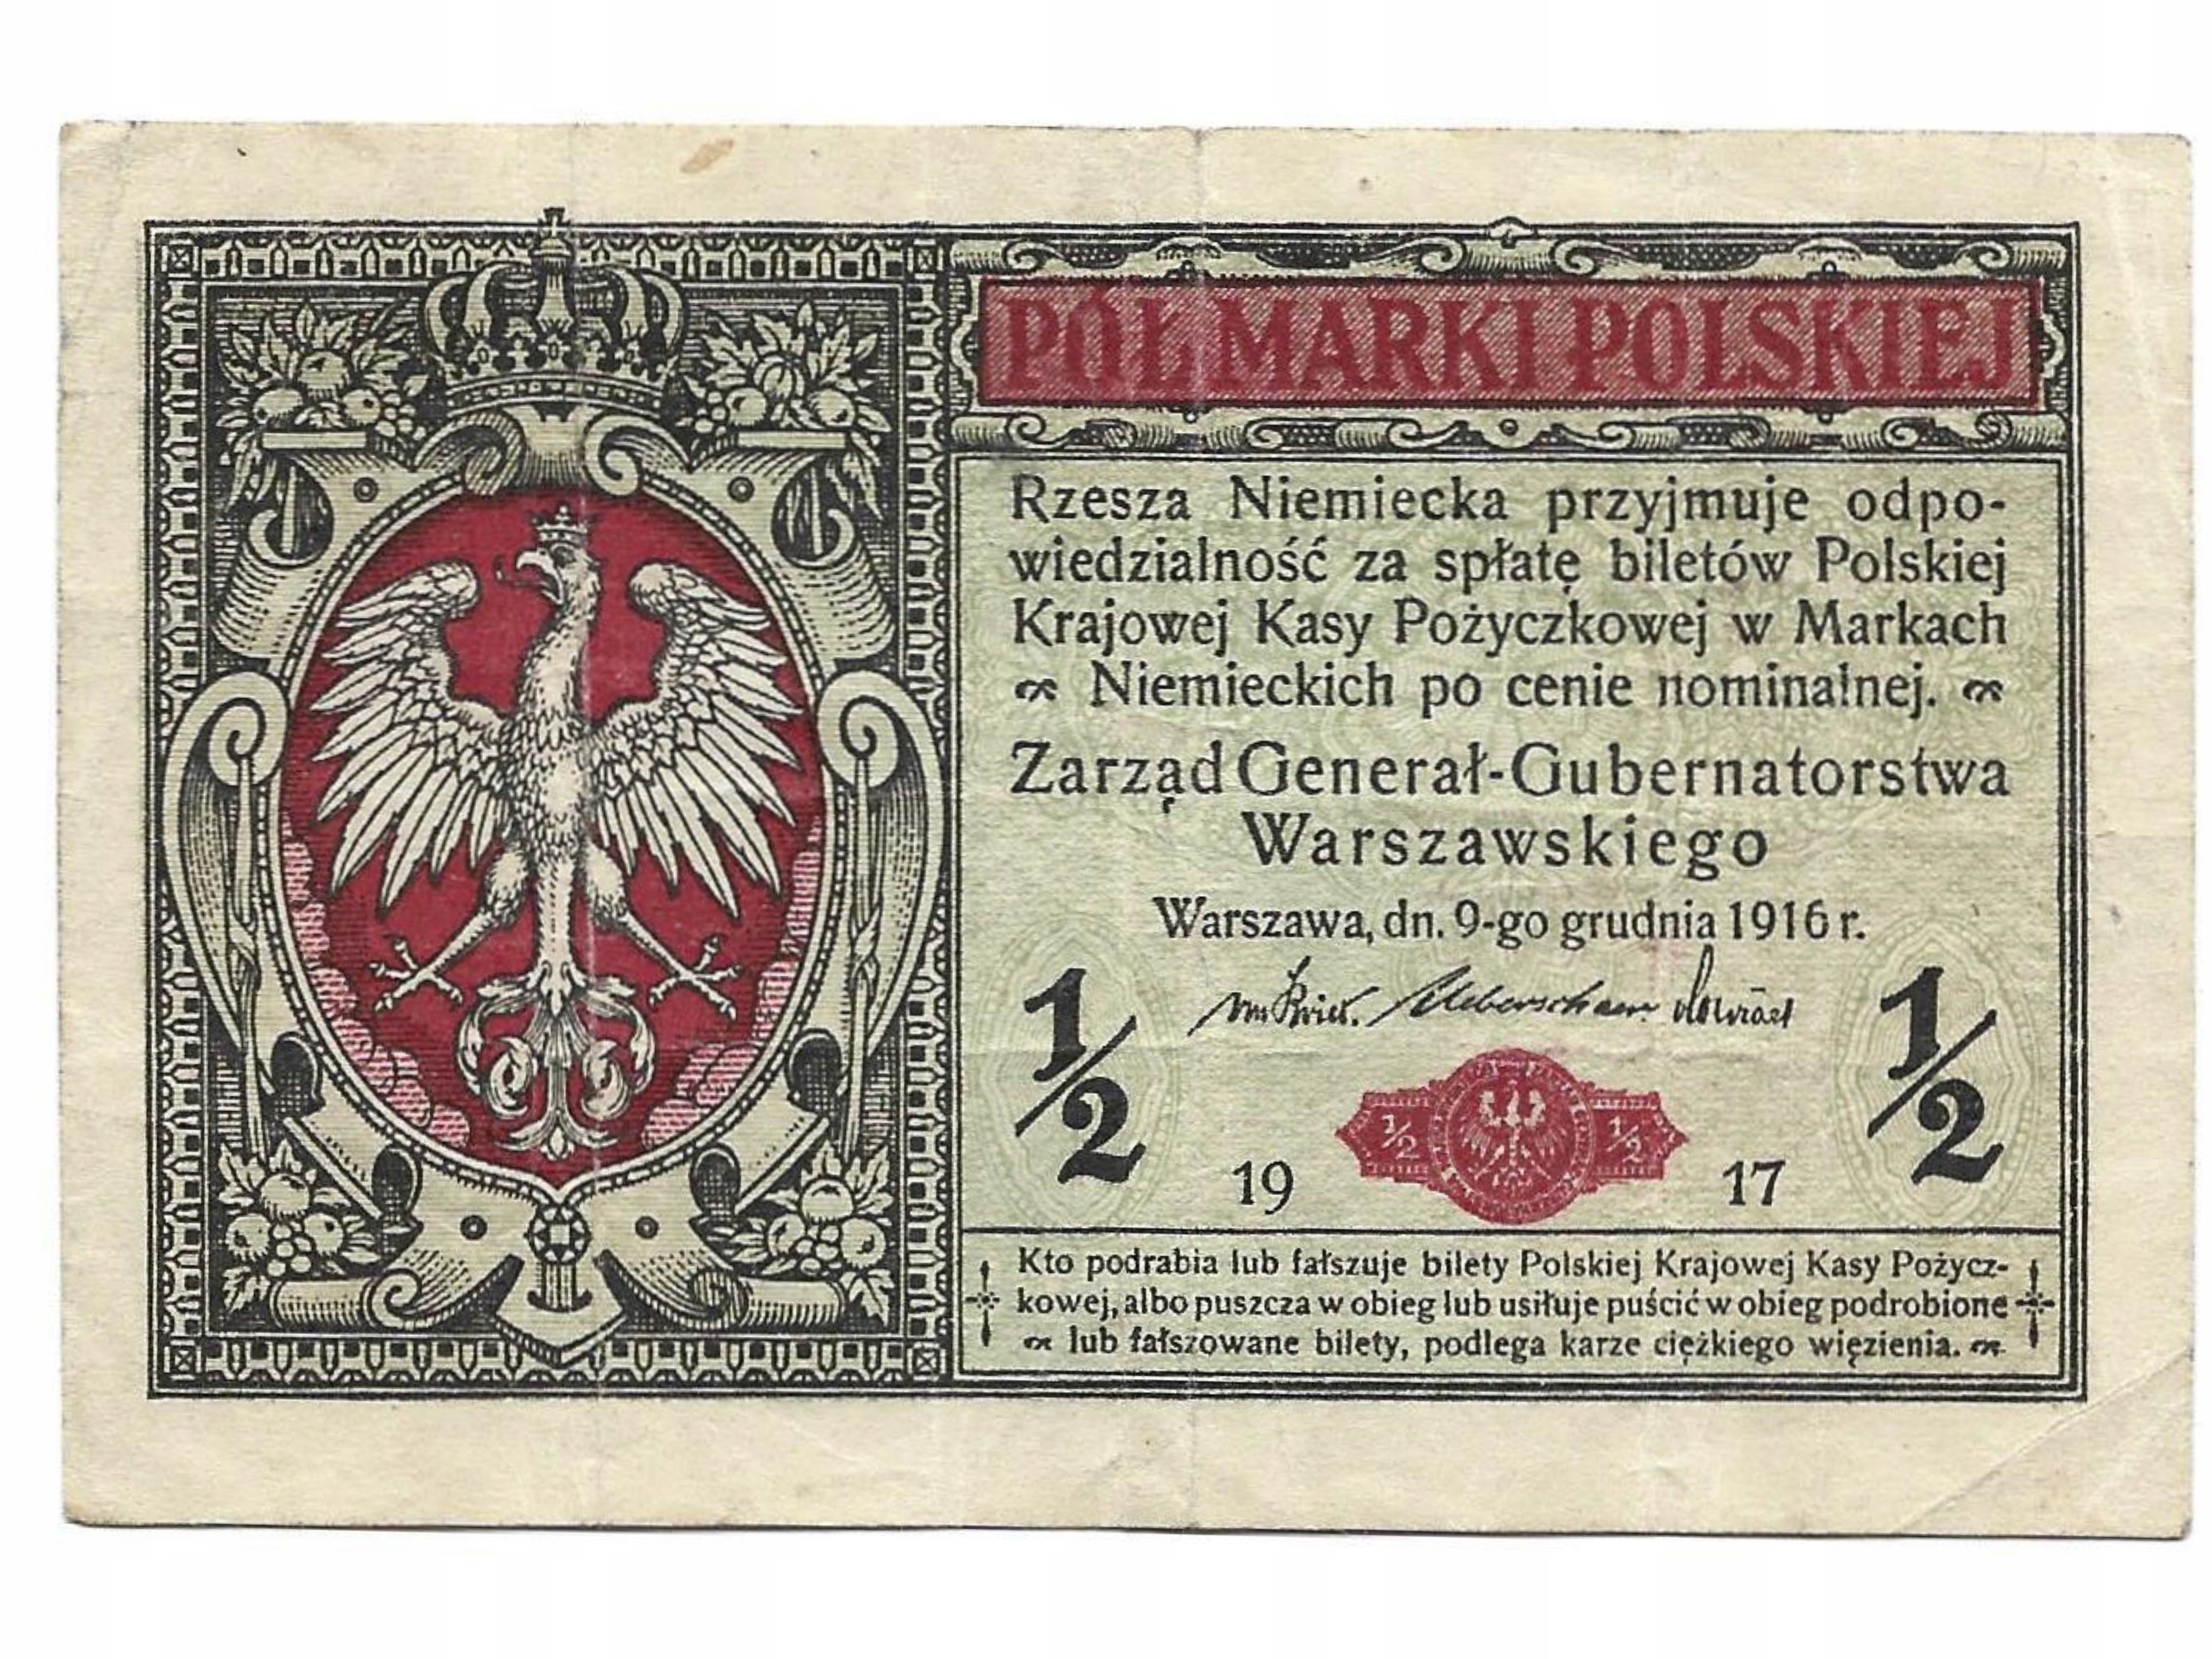 PÓŁ MARKI POLSKIEJ
Rzesza Niemiecka przyjmuje odpo-
wiedzialność za spłatę biletów Polskiej
Krajowej Kasy Pożyczkowej w Markach
Niemieckich po cenie nominalnej.
Zarząd Generał-Gubernatorstwa
Warszawskiego
Warszawa, dn. 9-go grudnia 1916 r.
1/2 1/2
1/2 1/2
19 17
Kto podrabia lub fałszuje bilety Polskiej Krajowej Kasy Pożycz-
kowej, albo puszcza w obieg lub usiłuje puścić w obieg podrobione
lub fałszowane bilety, podlega karze ciężkiego więzienia.